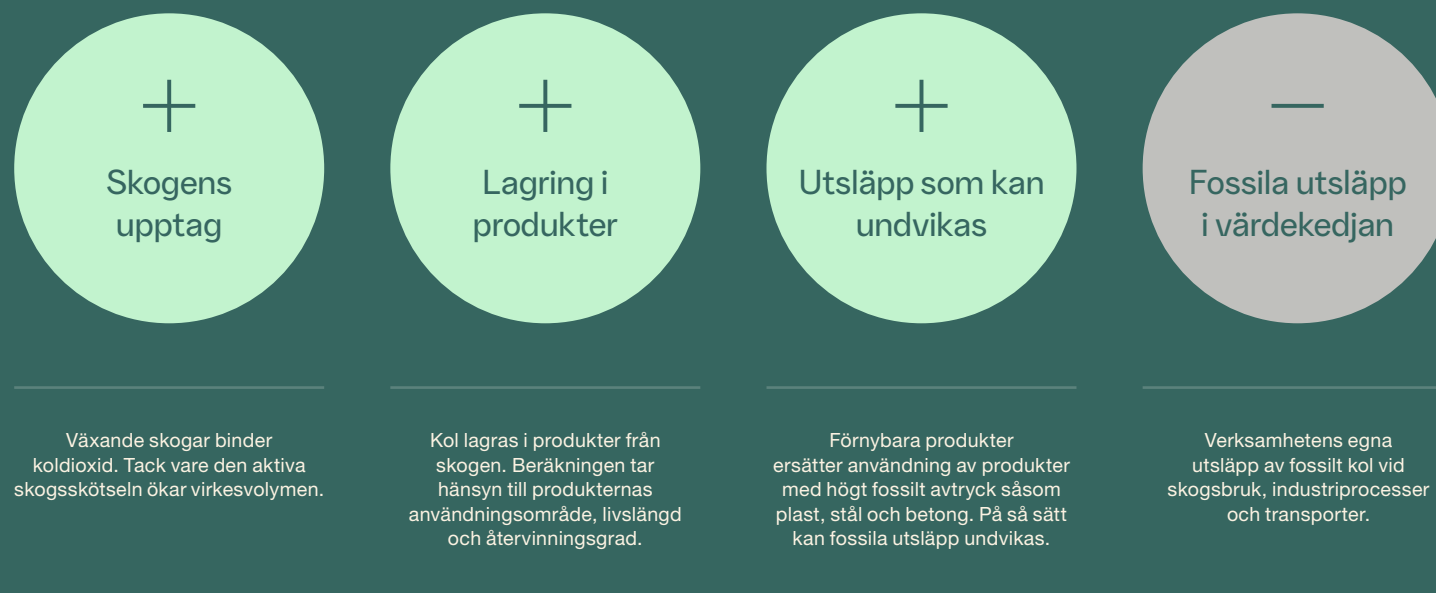 +
Skogens
upptag
Växande skogar binder
koldioxid. Tack vare den aktiva
skogsskötseln ökar virkesvolymen.
+
Lagring i
produkter
Kol lagras i produkter från
skogen. Beräkningen tar
hänsyn till produkternas
användningsområde, livslängd
och återvinningsgrad.
+
Utsläpp som kan
undvikas
Förnybara produkter
ersätter användning av produkter
med högt fossilt avtryck såsom
plast, stål och betong. På så sätt
kan fossila utsläpp undvikas.
—
Fossila utsläpp
i värdekedjan
Verksamhetens egna
utsläpp av fossilt kol vid
skogsbruk, industriprocesser
och transporter.